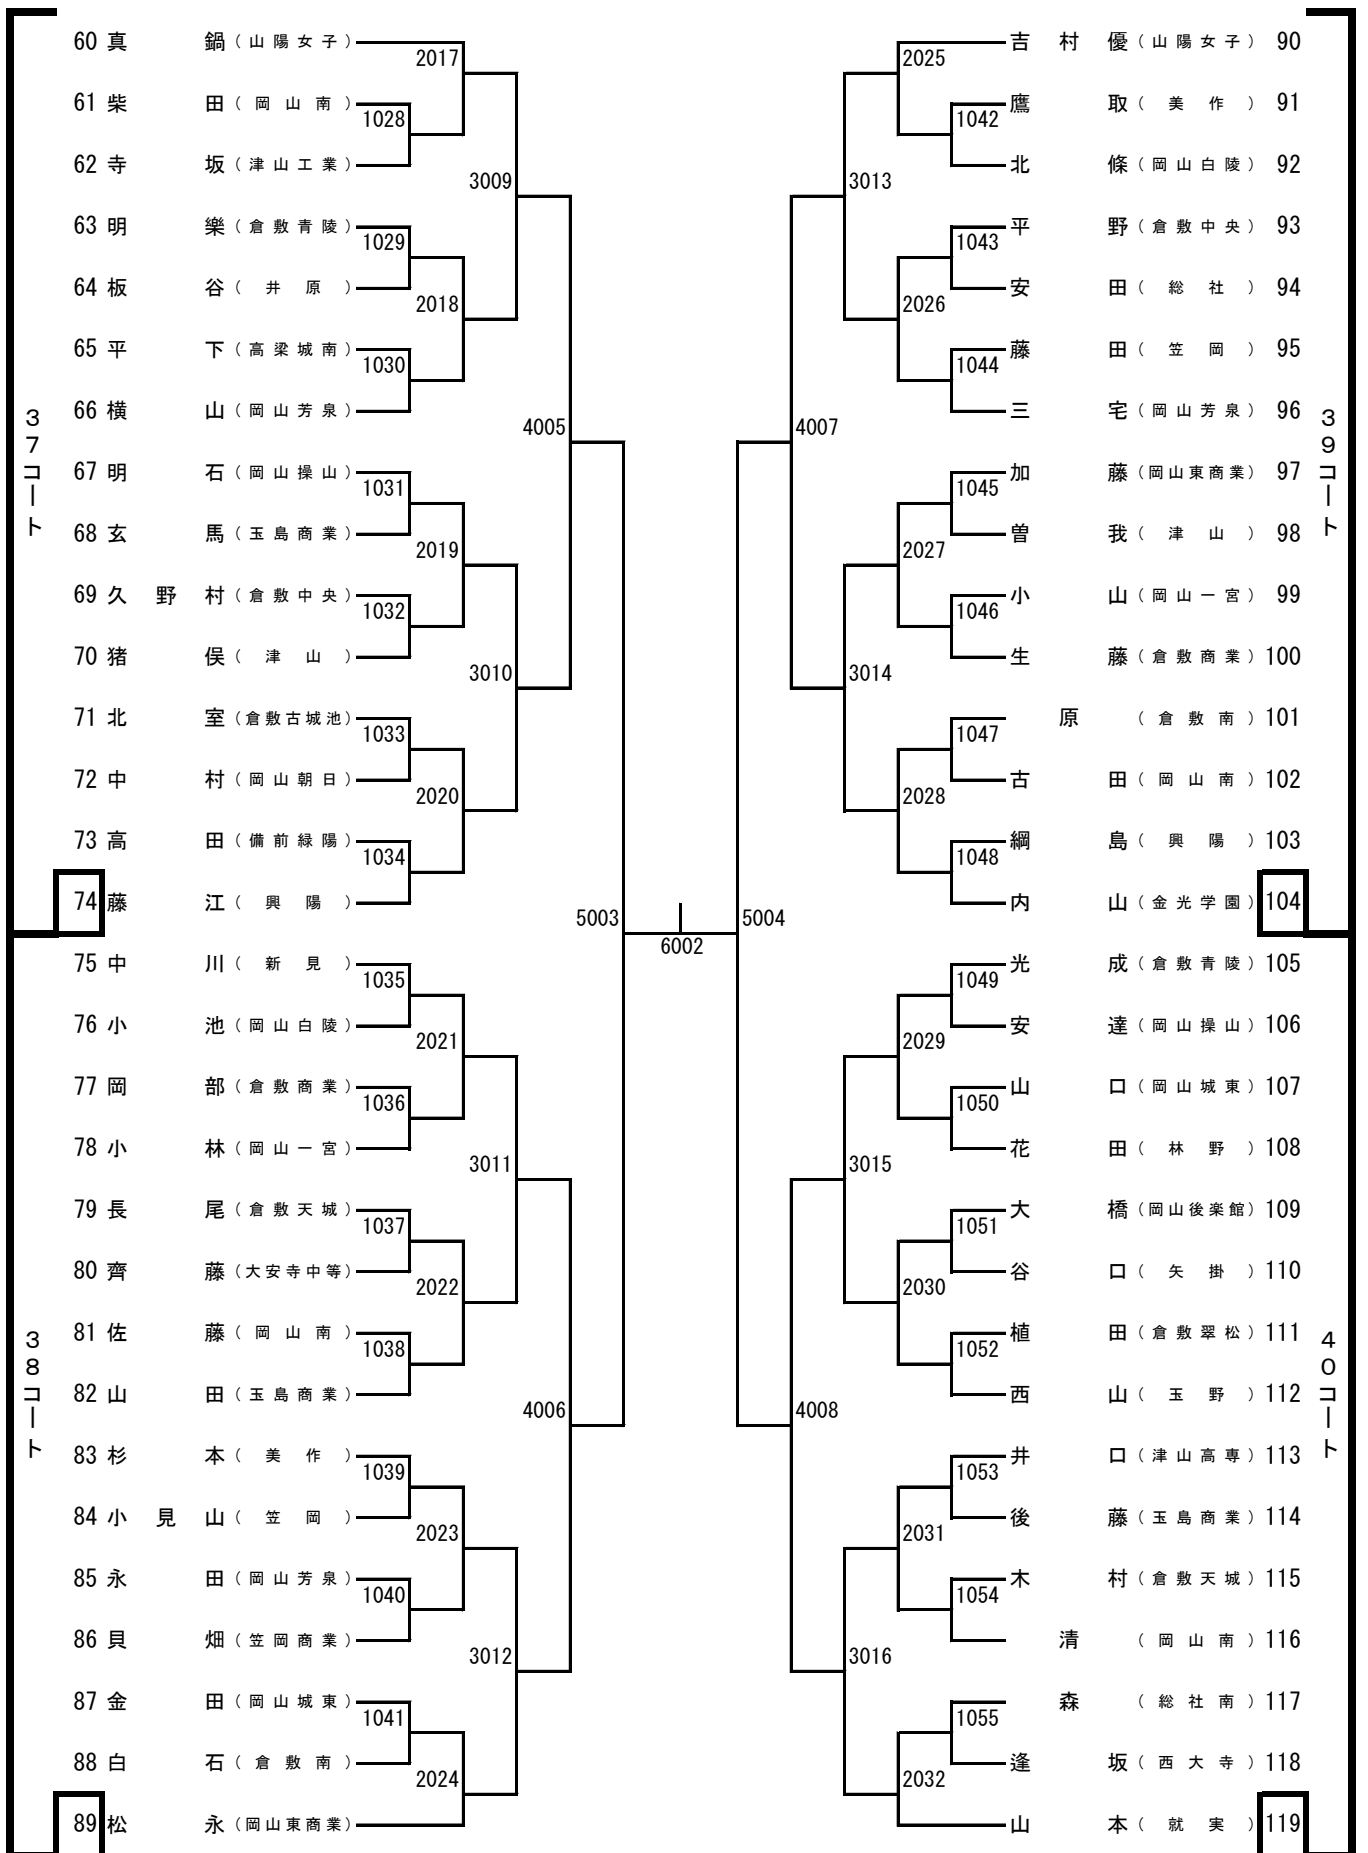 60 真鍋（山陽女子） 2017 2025 吉村優（山陽女子） 90
61 柴田（岡山南） 1028 1042 鷹取（美作） 91
62 寺坂（津山工業） 3009 3013 北條（岡山白陵） 92
63 明樂（倉敷青陵） 1029 1043 平野（倉敷中央） 93
64 板谷（井原） 2018 2026 安田（総社） 94
65 平下（高梁城南） 1030 1044 藤田（笠岡） 95
66 横山（岡山芳泉） 4005 4007 三宅（岡山芳泉） 96
37コート 39コート
67 明石（岡山操山） 1031 1045 加藤（岡山東商業） 97
68 玄馬（玉島商業） 2019 2027 曽我（津山） 98
69 久野村（倉敷中央） 1032 1046 小山（岡山一宮） 99
70 猪俣（津山） 3010 3014 生藤（倉敷商業） 100
71 北室（倉敷古城池） 1033 1047 原（倉敷南） 101
72 中村（岡山朝日） 2020 2028 古田（岡山南） 102
73 高田（備前緑陽） 1034 1048 綱島（興陽） 103
74 藤江（興陽） 内山（金光学園） 104
5003 6002 5004
75 中川（新見） 1035 1049 光成（倉敷青陵） 105
76 小池（岡山白陵） 2021 2029 安達（岡山操山） 106
77 岡部（倉敷商業） 1036 1050 山口（岡山城東） 107
78 小林（岡山一宮） 3011 3015 花田（林野） 108
79 長尾（倉敷天城） 1037 1051 大橋（岡山後楽館） 109
80 齊藤（大安寺中等） 2022 2030 谷口（矢掛） 110
81 佐藤（岡山南） 1038 1052 植田（倉敷翠松） 111
38コート 40コート
82 山田（玉島商業） 4006 4008 西山（玉野） 112
83 杉本（美作） 1039 1053 井口（津山高専） 113
84 小見山（笠岡） 2023 2031 後藤（玉島商業） 114
85 永田（岡山芳泉） 1040 1054 木村（倉敷天城） 115
86 貝畑（笠岡商業） 3012 3016 清（岡山南） 116
87 金田（岡山城東） 1041 1055 森（総社南） 117
88 白石（倉敷南） 2024 2032 逢坂（西大寺） 118
89 松永（岡山東商業） 山本（就実） 119